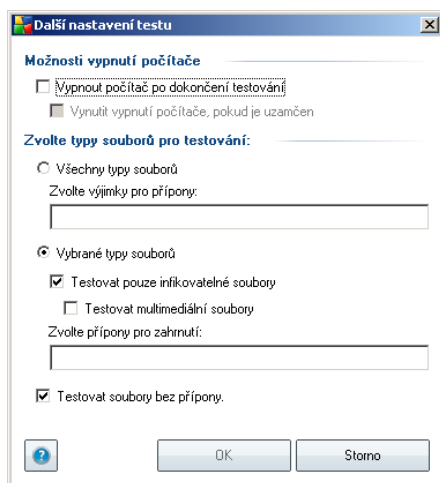 Další nastavení testu
Možnosti vypnutí počítače
Vypnout počítač po dokončení testování
Vynutit vypnutí počítače, pokud je uzamčen
Zvolte typy souborů pro testování:
Všechny typy souborů
Zvolte výjimky pro přípony:
Vybrané typy souborů
Testovat pouze infikovatelné soubory
Testovat multimediální soubory
Zvolte přípony pro zahrnutí:
Testovat soubory bez přípony.
?
OK
Storno